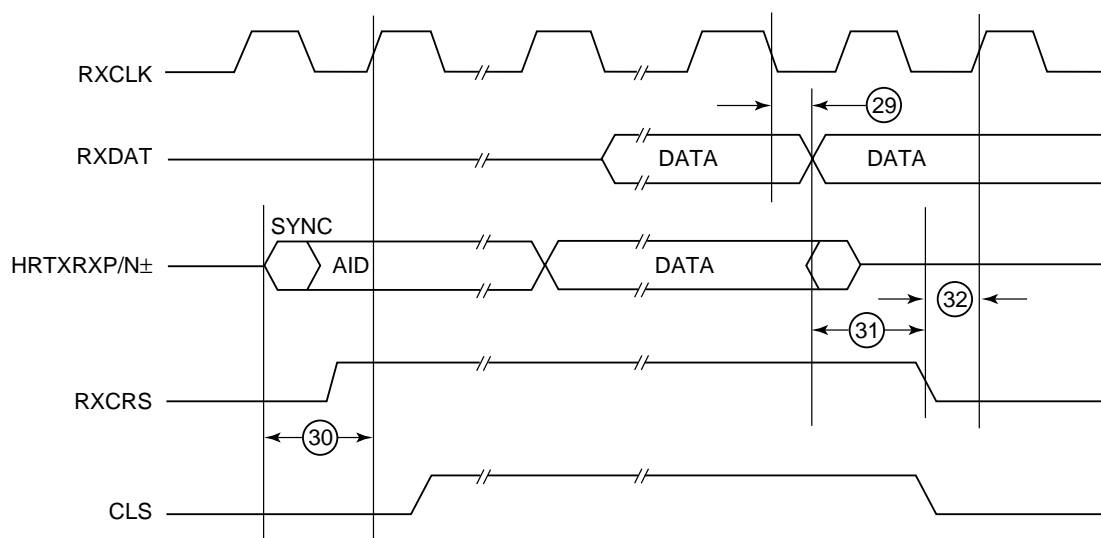 RXCLK
29
RXDAT DATA DATA
SYNC
HRTXRXP/N± AID DATA
32
31
RXCRS
30
CLS